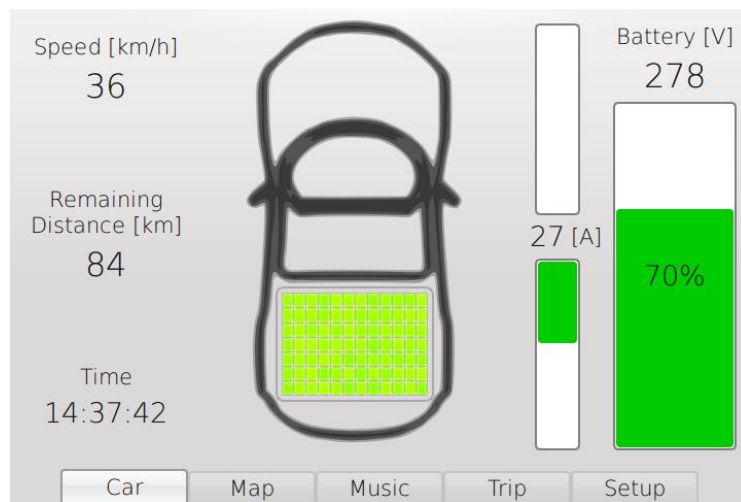 Speed [km/h]
36
Remaining
Distance [km]
84
Time
14:37:42
27 [A]
Battery [V]
278
70%
Car
Map
Music
Trip
Setup